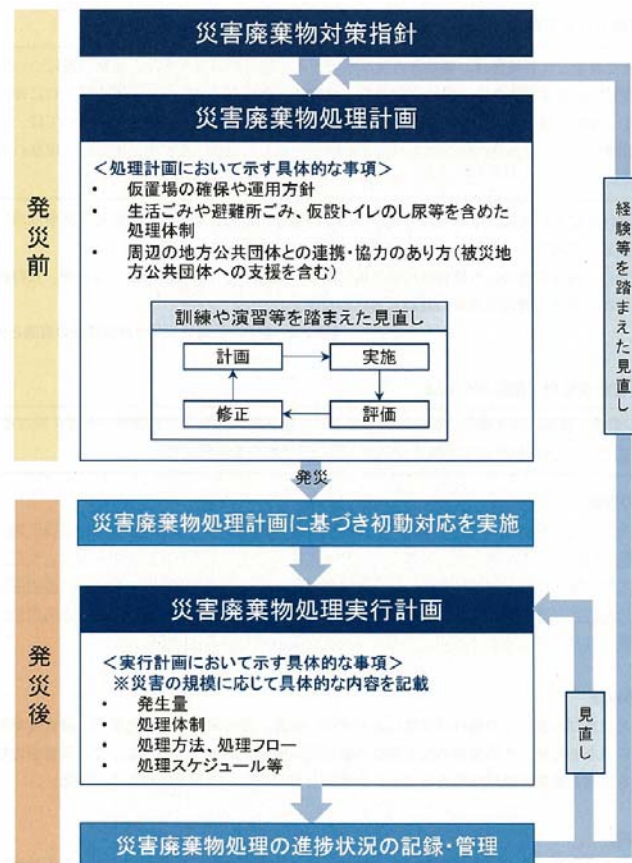 災害廃棄物対策指針
発災前
災害廃棄物処理計画
＜処理計画において示す具体的な事項＞
・ 仮置場の確保や運用方針
・ 生活ごみや避難所ごみ、仮設トイレのし尿等を含めた
処理体制
・ 周辺の地方公共団体との連携・協力のあり方(被災地
方公共団体への支援を含む)
訓練や演習等を踏まえた見直し
計画
実施
修正
評価
経験等を踏まえた見直し
発災
災害廃棄物処理計画に基づき初動対応を実施
発災後
災害廃棄物処理実行計画
＜実行計画において示す具体的な事項＞
※災害の規模に応じて具体的な内容を記載
・ 発生量
・ 処理体制
・ 処理方法、処理フロー
・ 処理スケジュール等
見直し
災害廃棄物処理の進捗状況の記録・管理